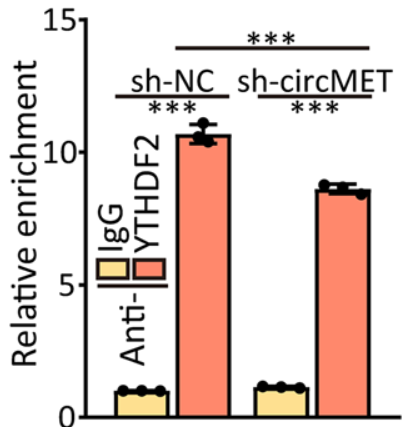 15
***
sh-NC sh-circMET
*** ***
10
Relative enrichment
IgG
YTHDF2
5
Anti-
0